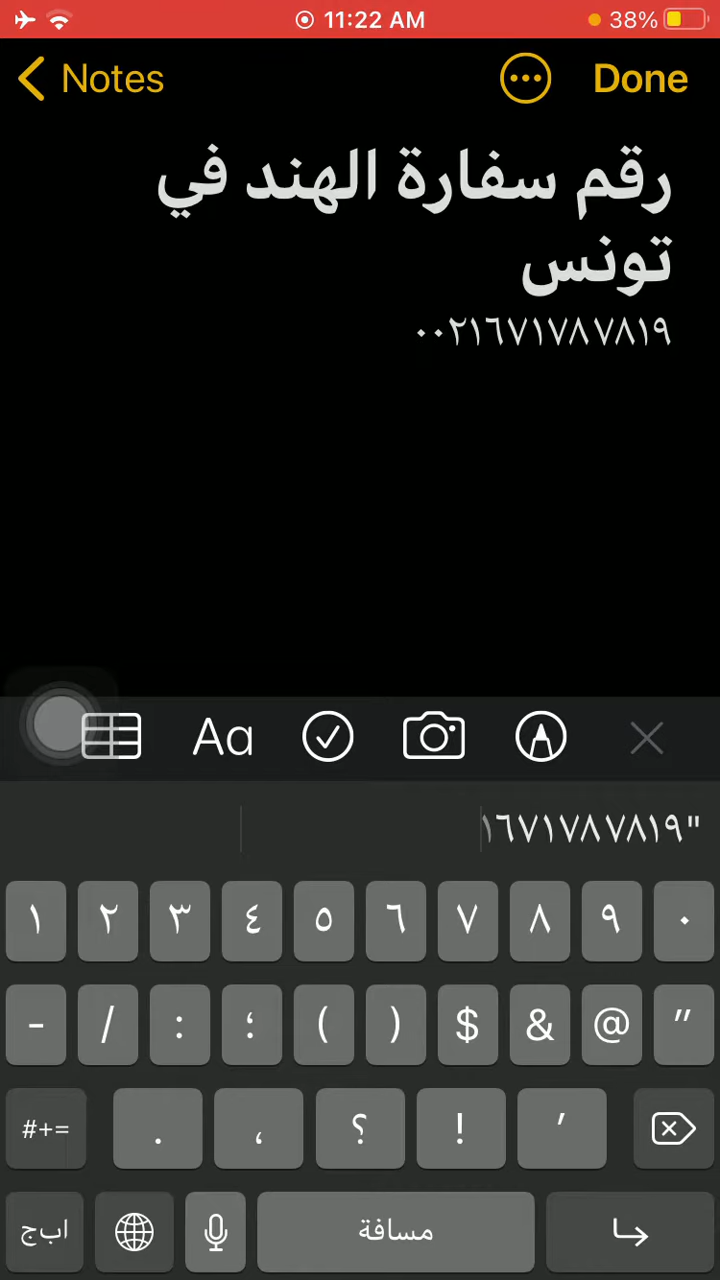 11:22 AM
38%
Notes
Done
رقم سفارة الهند في
تونس
٠٠٢١٦٧١٧٨٧٨١٩
Aa
١٦٧١٧٨٧٨١٩"
١ ٢ ٣ ٤ ٥ ٦ ٧ ٨ ٩ ٠
- / : ؛ ( ) $ & @ "
#+= . ، ؟ ! '
اب‌ج
مسافة